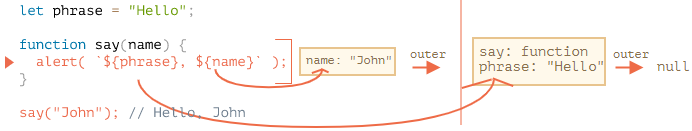 let phrase = "Hello";
function say(name) {
alert( `${phrase}, ${name}` );
}
say("John"); // Hello, John
name: "John"
outer
say: function
phrase: "Hello"
outer
null